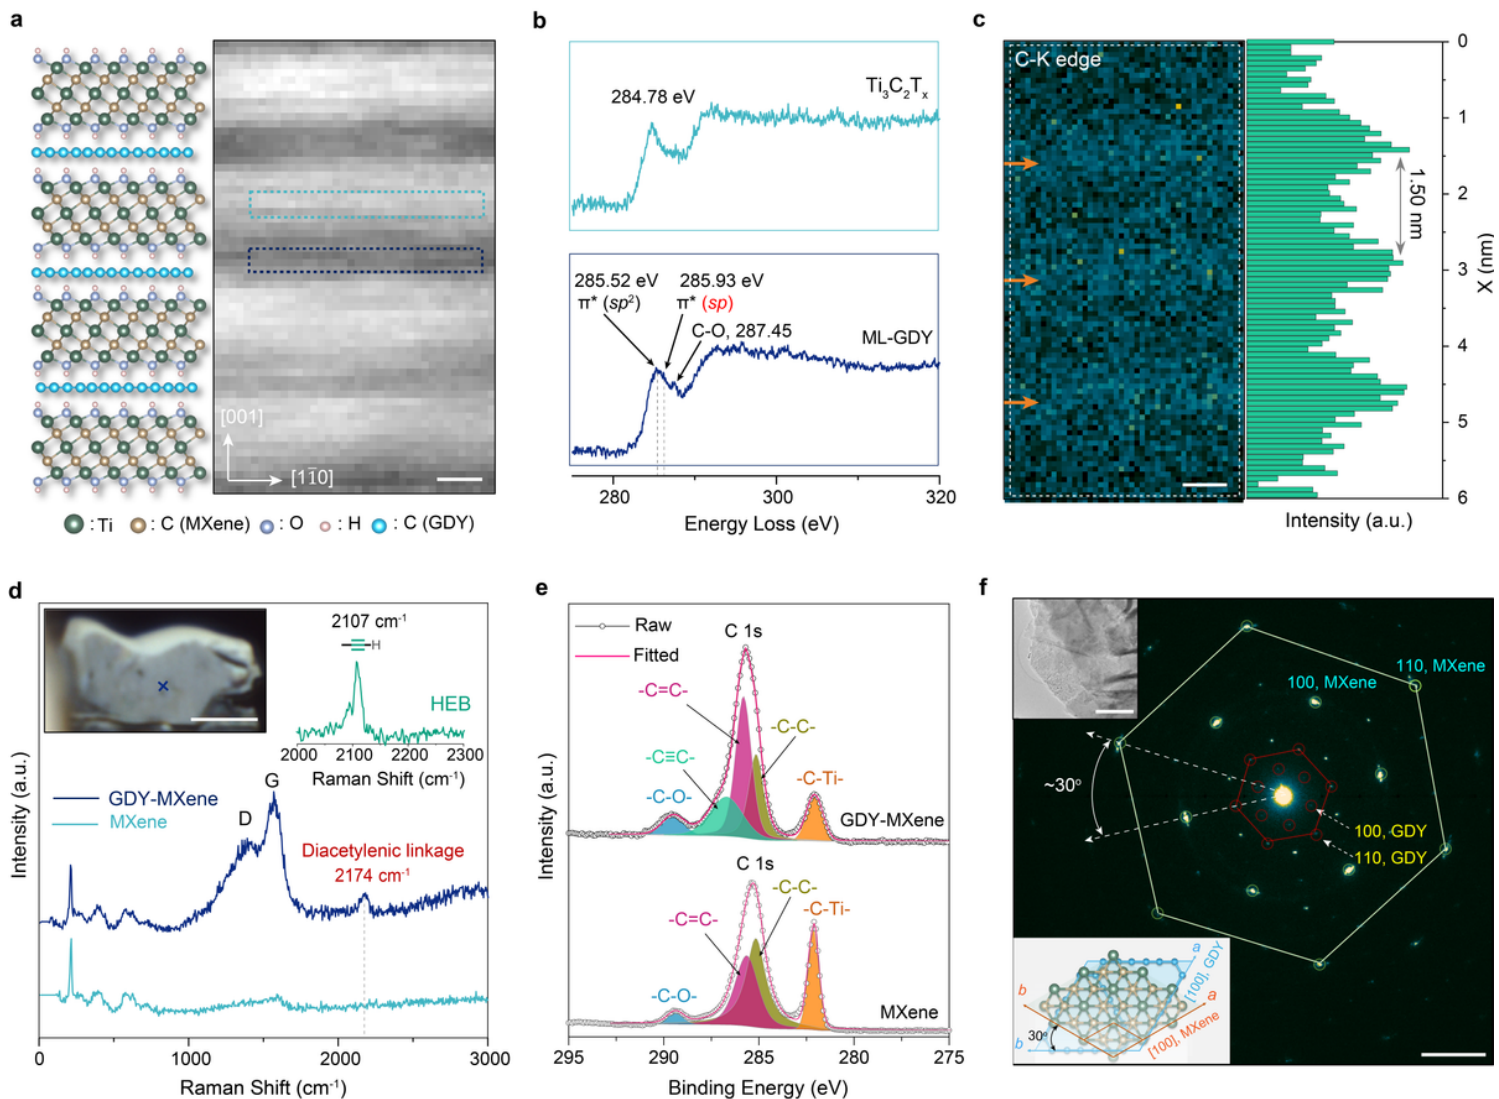 a
[001]
[11̄0]
: Ti
: C (MXene)
: O
: H
: C (GDY)
b
284.78 eV
Ti₃C₂Tₓ
285.52 eV
π* (sp²)
285.93 eV
π* (sp)
C-O, 287.45
ML-GDY
280
300
320
Energy Loss (eV)
c
C-K edge
1.50 nm
0
1
2
3
4
5
6
X (nm)
Intensity (a.u.)
d
2107 cm⁻¹
H
HEB
2000 2100 2200 2300
Raman Shift (cm⁻¹)
GDY-MXene
MXene
D
G
Diacetylenic linkage
2174 cm⁻¹
Intensity (a.u.)
0
1000
2000
3000
Raman Shift (cm⁻¹)
e
Raw
Fitted
C 1s
-C=C-
-C≡C-
-C-O-
-C-C-
-C-Ti-
GDY-MXene
C 1s
-C=C-
-C-C-
-C-Ti-
-C-O-
MXene
Intensity (a.u.)
295
290
285
280
275
Binding Energy (eV)
f
110, MXene
100, MXene
~30°
100, GDY
110, GDY
a
[100], GDY
b
a
[100], MXene
30°
b